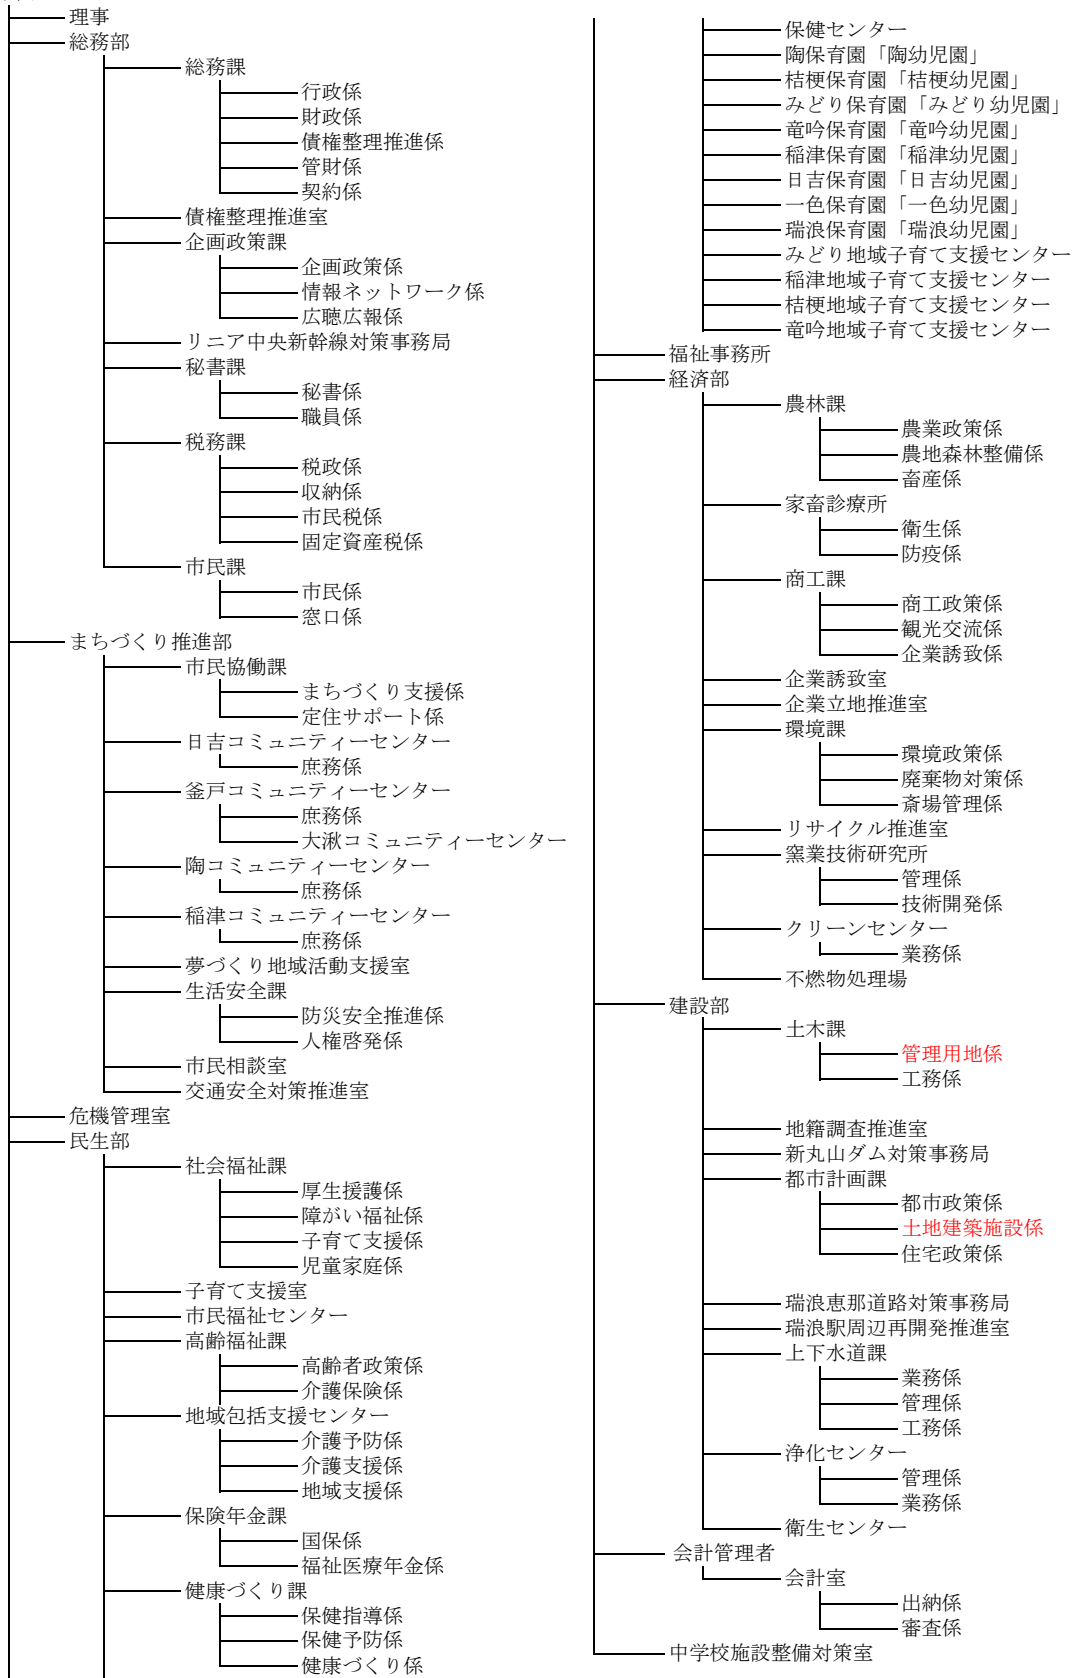 理事
総務部
総務課
行政係
財政係
債権整理推進係
管財係
契約係
債権整理推進室
企画政策課
企画政策係
情報ネットワーク係
広聴広報係
リニア中央新幹線対策事務局
秘書課
秘書係
職員係
税務課
税政係
収納係
市民税係
固定資産税係
市民課
市民係
窓口係
まちづくり推進部
市民協働課
まちづくり支援係
定住サポート係
日吉コミュニティーセンター
庶務係
釜戸コミュニティーセンター
庶務係
大湫コミュニティーセンター
陶コミュニティーセンター
庶務係
稲津コミュニティーセンター
庶務係
夢づくり地域活動支援室
生活安全課
防災安全推進係
人権啓発係
市民相談室
交通安全対策推進室
危機管理室
民生部
社会福祉課
厚生援護係
障がい福祉係
子育て支援係
児童家庭係
子育て支援室
市民福祉センター
高齢福祉課
高齢者政策係
介護保険係
地域包括支援センター
介護予防係
介護支援係
地域支援係
保険年金課
国保係
福祉医療年金係
健康づくり課
保健指導係
保健予防係
健康づくり係
保健センター
陶保育園「陶幼児園」
桔梗保育園「桔梗幼児園」
みどり保育園「みどり幼児園」
竜吟保育園「竜吟幼児園」
稲津保育園「稲津幼児園」
日吉保育園「日吉幼児園」
一色保育園「一色幼児園」
瑞浪保育園「瑞浪幼児園」
みどり地域子育て支援センター
稲津地域子育て支援センター
桔梗地域子育て支援センター
竜吟地域子育て支援センター
福祉事務所
経済部
農林課
農業政策係
農地森林整備係
畜産係
家畜診療所
衛生係
防疫係
商工課
商工政策係
観光交流係
企業誘致係
企業誘致室
企業立地推進室
環境課
環境政策係
廃棄物対策係
斎場管理係
リサイクル推進室
窯業技術研究所
管理係
技術開発係
クリーンセンター
業務係
不燃物処理場
建設部
土木課
管理用地係
工務係
地籍調査推進室
新丸山ダム対策事務局
都市計画課
都市政策係
土地建築施設係
住宅政策係
瑞浪恵那道路対策事務局
瑞浪駅周辺再開発推進室
上下水道課
業務係
管理係
工務係
浄化センター
管理係
業務係
衛生センター
会計管理者
会計室
出納係
審査係
中学校施設整備対策室